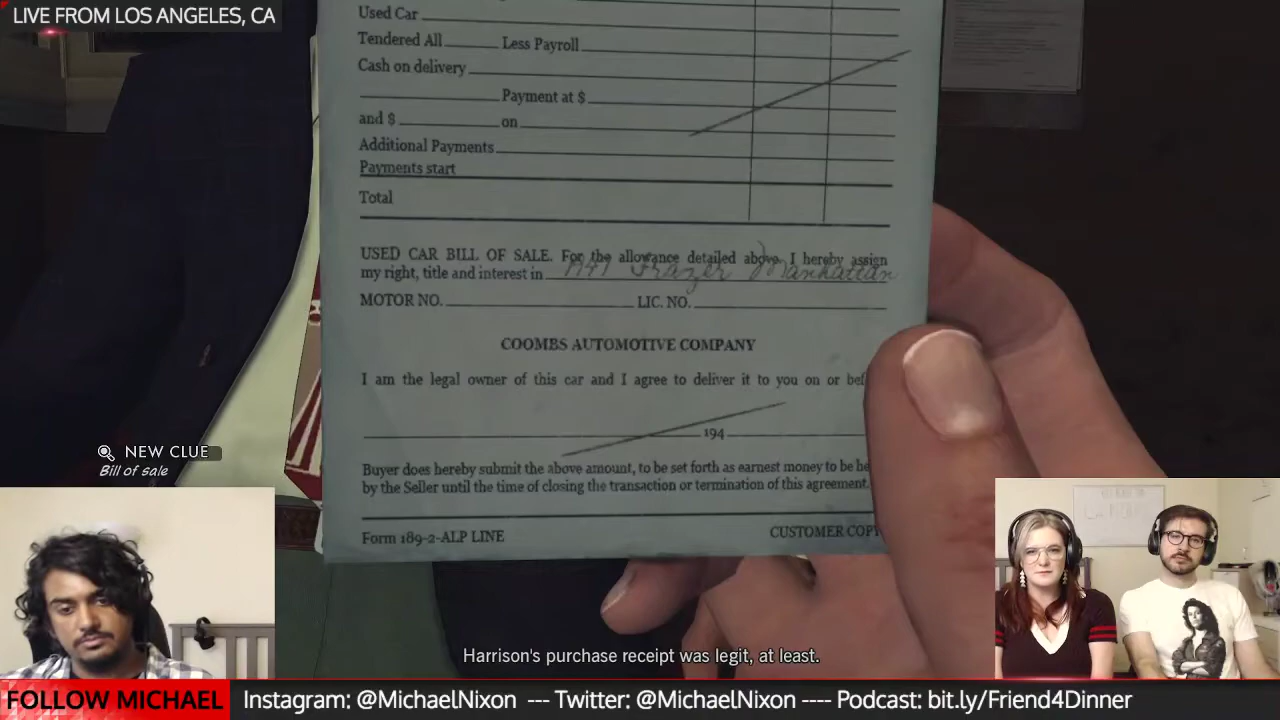 LIVE FROM LOS ANGELES, CA
Used Car
Tendered All Less Payroll
Cash on delivery
Payment at $
and $ on
Additional Payments
Payments start
Total
USED CAR BILL OF SALE. For the allowance detailed above, I hereby assign
my right, title and interest in 1947 Frazer Manhattan
MOTOR NO. LIC. NO.
COOMBS AUTOMOTIVE COMPANY
I am the legal owner of this car and I agree to deliver it to you on or bef
194
NEW CLUE
Bill of sale
Buyer does hereby submit the above amount, to be set forth as earnest money to be he
by the Seller until the time of closing the transaction or termination of this agreement.
Form 189-2-ALP LINE CUSTOMER COPY
Harrison's purchase receipt was legit, at least.
FOLLOW MICHAEL Instagram: @MichaelNixon --- Twitter: @MichaelNixon ---- Podcast: bit.ly/Friend4Dinner